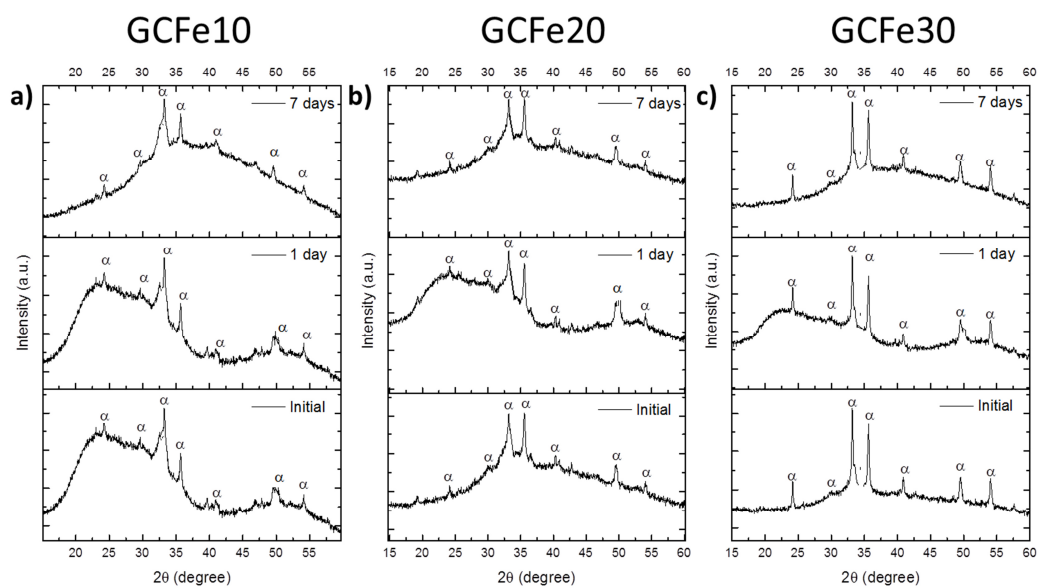 GCFe10 GCFe20 GCFe30
20 25 30 35 40 45 50 55
15 20 25 30 35 40 45 50 55 60
15 20 25 30 35 40 45 50 55 60
a) b) c)
α α α α α α α
7 days
α α α α α α α
7 days
α α α α α α α
7 days
α α α α α α α
1 day
α α α α α α α
1 day
α α α α α α α
1 day
α α α α α α α
Initial
α α α α α α α
Initial
α α α α α α α
Initial
Intensity (a.u.)
Intensity (a.u.)
Intensity (a.u.)
20 25 30 35 40 45 50 55
15 20 25 30 35 40 45 50 55 60
15 20 25 30 35 40 45 50 55 60
2θ (degree) 2θ (degree) 2θ (degree)